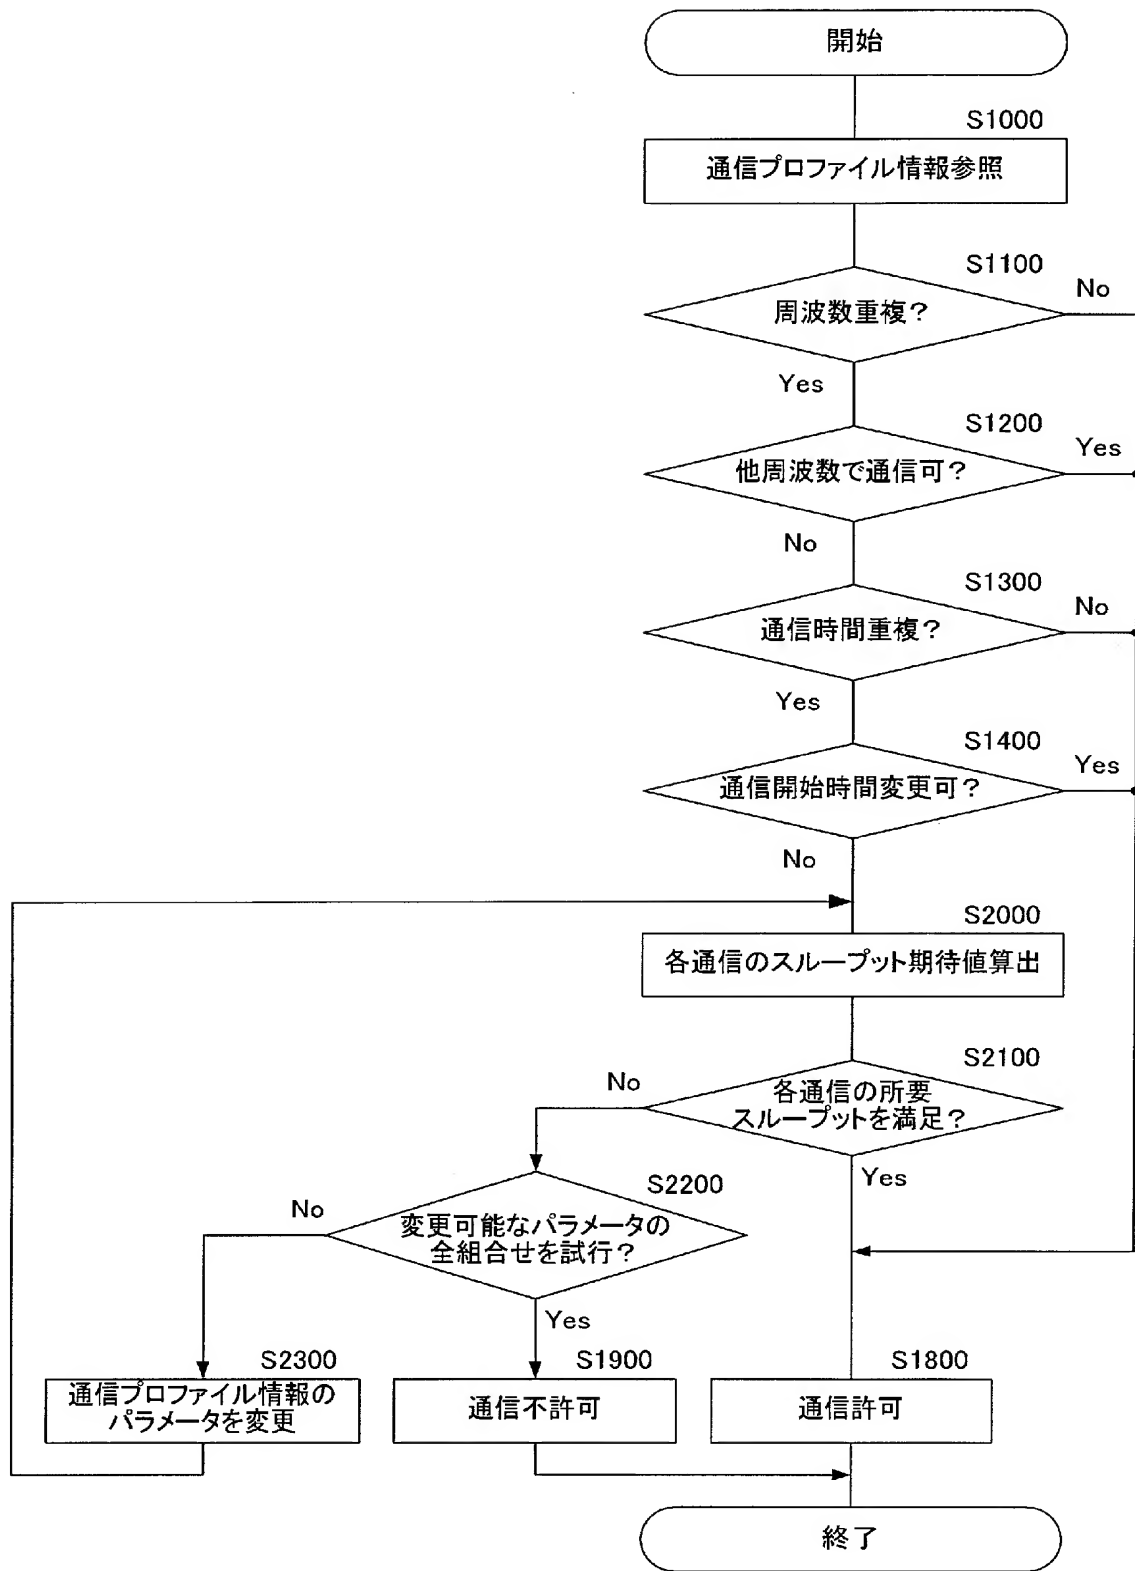 開始
S1000
通信プロファイル情報参照
S1100
No
周波数重複？
Yes
S1200
Yes
他周波数で通信可？
No
S1300
No
通信時間重複？
Yes
S1400
Yes
通信開始時間変更可？
No
S2000
各通信のスループット期待値算出
S2100
No
各通信の所要
スループットを満足？
Yes
S2200
No
変更可能なパラメータの
全組合せを試行？
Yes
S2300
通信プロファイル情報の
パラメータを変更
S1900
通信不許可
S1800
通信許可
終了